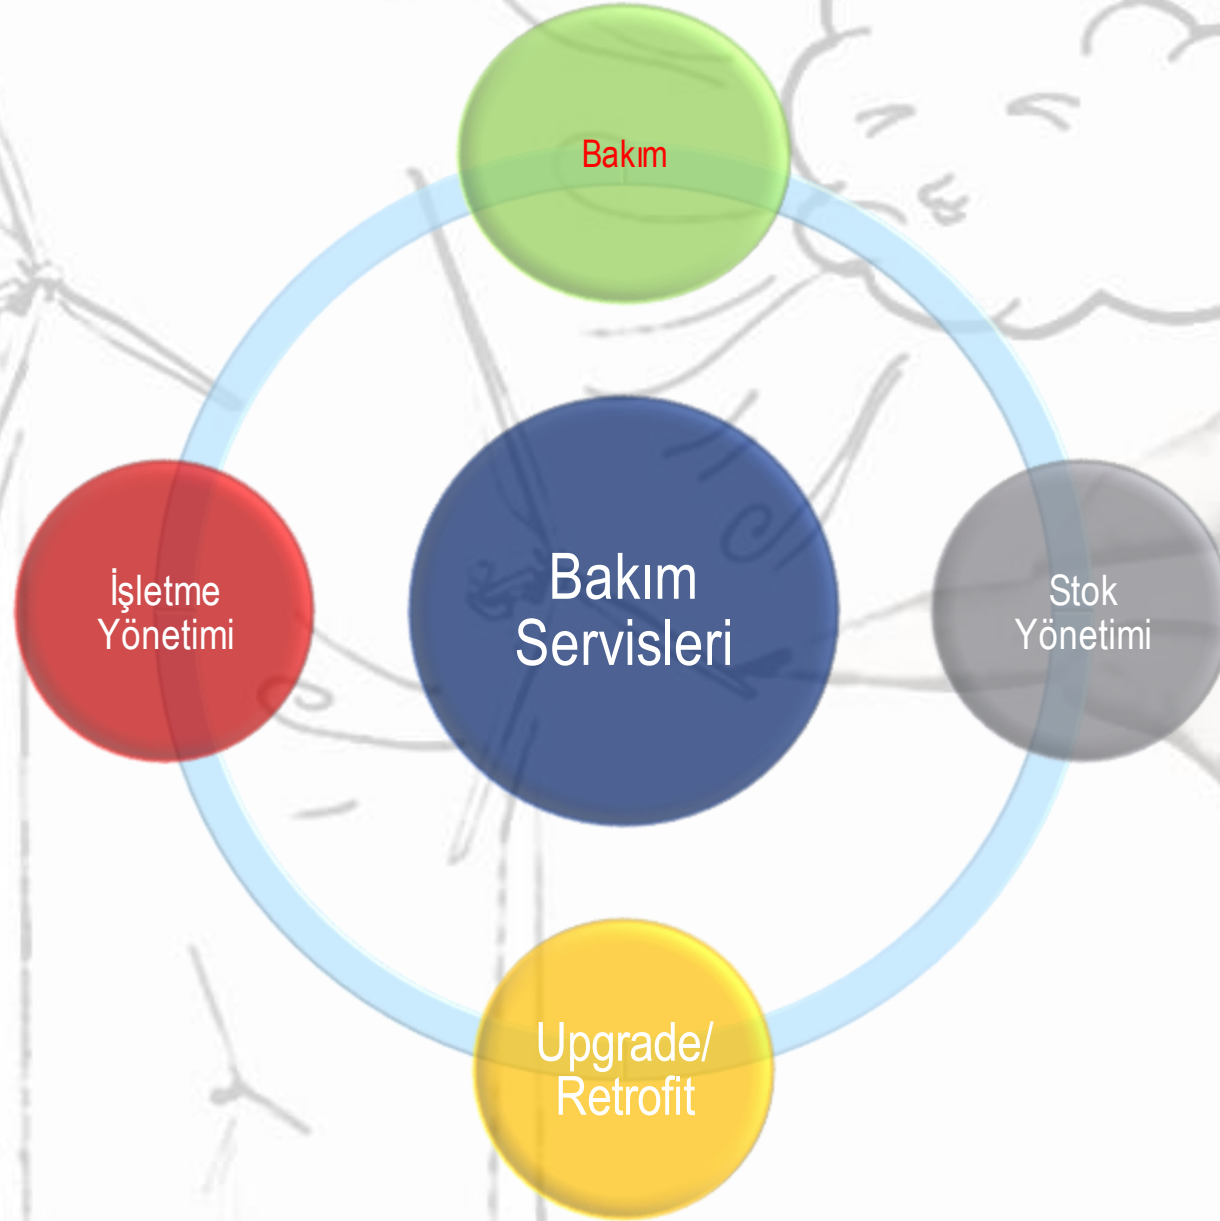 Bakım
İşletme
Yönetimi
Bakım
Servisleri
Stok
Yönetimi
Upgrade/
Retrofit